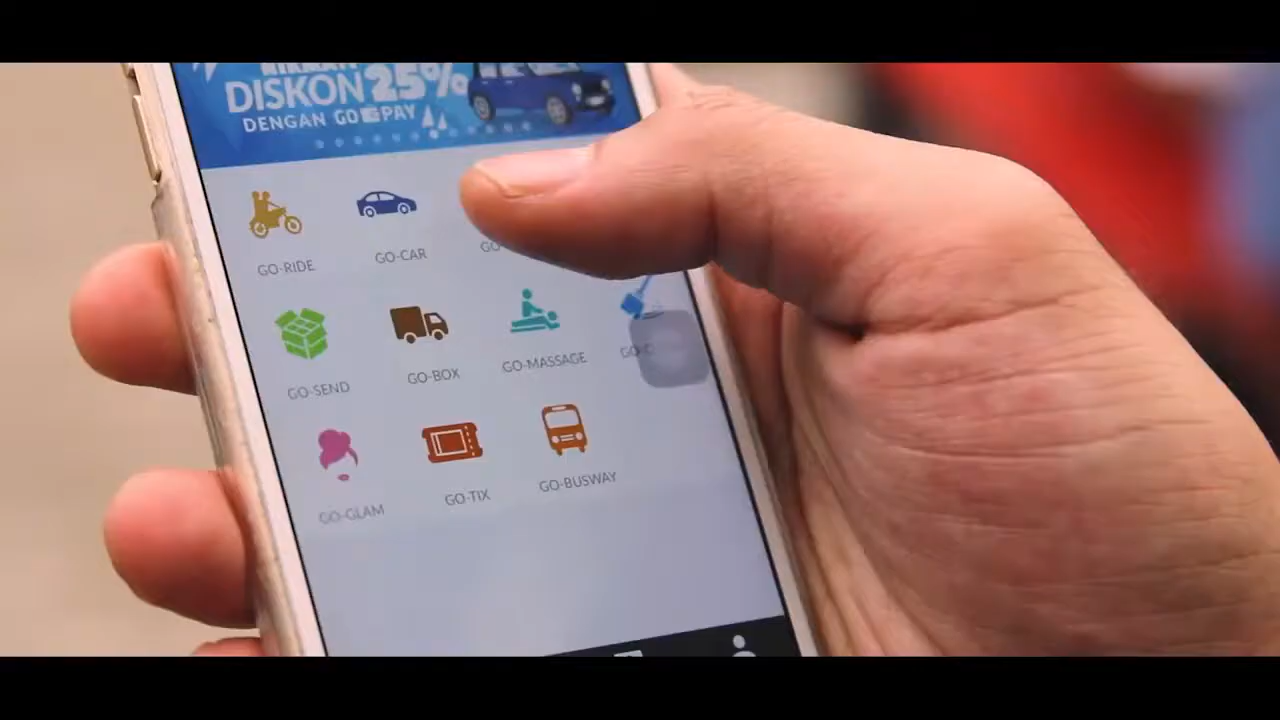 DISKON 25%
DENGAN GO PAY
GO-RIDE
GO-CAR
GO-SEND
GO-BOX
GO-MASSAGE
GO-GLAM
GO-TIX
GO-BUSWAY